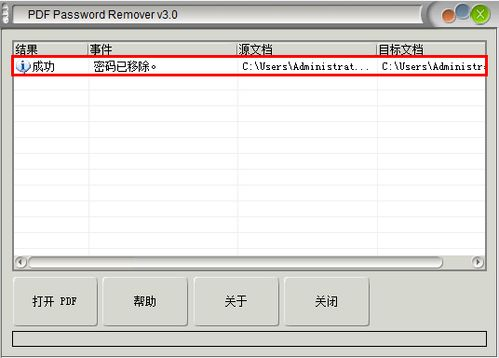 PDF Password Remover v3.0
结果 事件 源文档 目标文档
成功 密码已移除。 C:\Users\Administrat... C:\Users\Administr
打开 PDF 帮助 关于 关闭